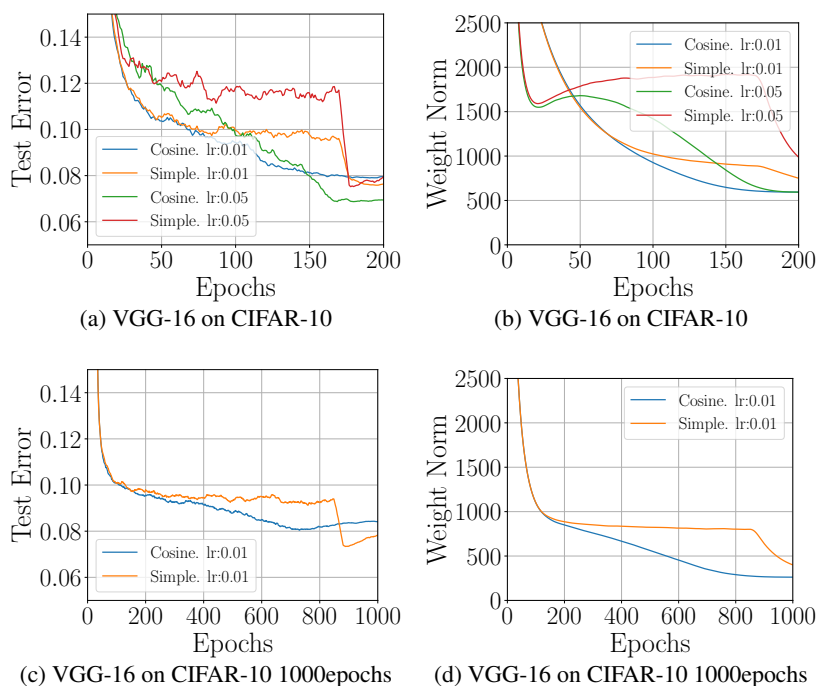 0.14
0.12
0.10
0.08
0.06
Test Error
Cosine. lr:0.01
Simple. lr:0.01
Cosine. lr:0.05
Simple. lr:0.05
0 50 100 150 200
Epochs
(a) VGG-16 on CIFAR-10
2500
2000
1500
1000
500
0
Weight Norm
Cosine. lr:0.01
Simple. lr:0.01
Cosine. lr:0.05
Simple. lr:0.05
0 50 100 150 200
Epochs
(b) VGG-16 on CIFAR-10
0.14
0.12
0.10
0.08
0.06
Test Error
Cosine. lr:0.01
Simple. lr:0.01
0 200 400 600 800 1000
Epochs
(c) VGG-16 on CIFAR-10 1000epochs
2500
2000
1500
1000
500
0
Weight Norm
Cosine. lr:0.01
Simple. lr:0.01
0 200 400 600 800 1000
Epochs
(d) VGG-16 on CIFAR-10 1000epochs